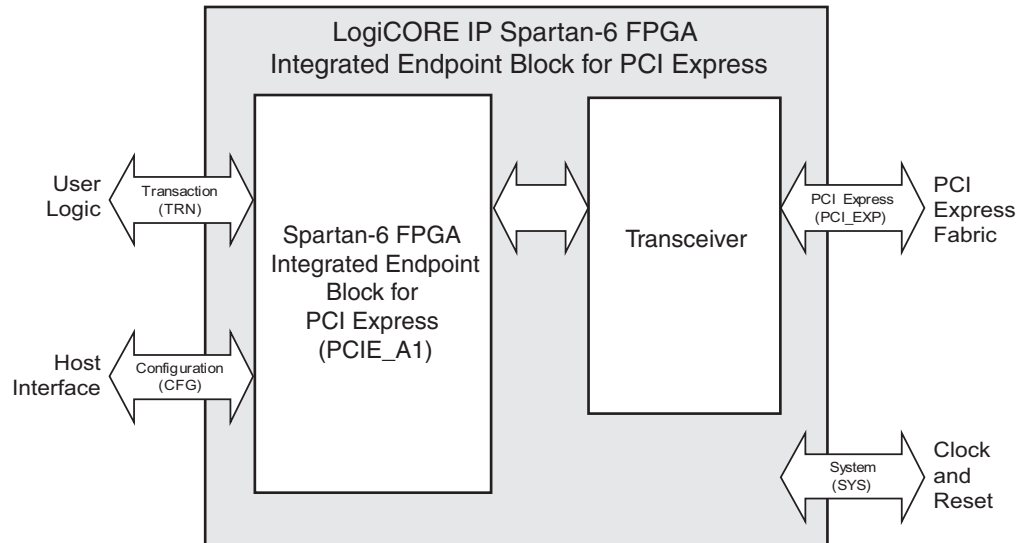 LogiCORE IP Spartan-6 FPGA
Integrated Endpoint Block for PCI Express
User
Logic
Transaction
(TRN)
Host
Interface
Configuration
(CFG)
Spartan-6 FPGA
Integrated Endpoint
Block for
PCI Express
(PCIE_A1)
Transceiver
PCI Express
(PCI_EXP)
PCI
Express
Fabric
System
(SYS)
Clock
and
Reset